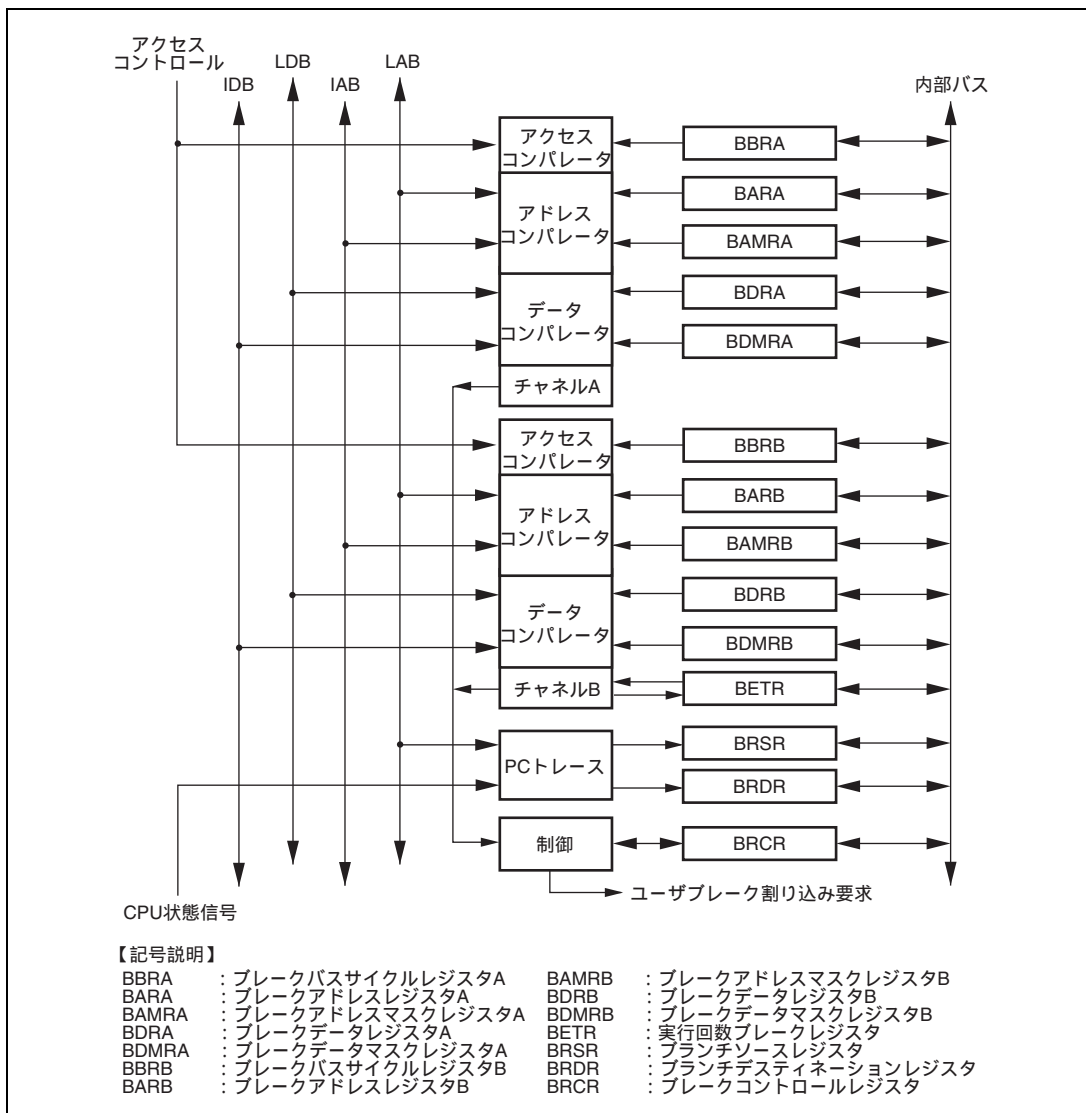 アクセス
コントロール
IDB
LDB
IAB
LAB
内部バス
アクセス
コンパレータ
BBRA
アドレス
コンパレータ
BARA
BAMRA
データ
コンパレータ
BDRA
BDMRA
チャネルA
アクセス
コンパレータ
BBRB
アドレス
コンパレータ
BARB
BAMRB
データ
コンパレータ
BDRB
BDMRB
チャネルB
BETR
PCトレース
BRSR
BRDR
制御
BRCR
ユーザブレーク割り込み要求
CPU状態信号
【記号説明】
BBRA : ブレークバスサイクルレジスタA
BARA : ブレークアドレスレジスタA
BAMRA : ブレークアドレスマスクレジスタA
BDRA : ブレークデータレジスタA
BDMRA : ブレークデータマスクレジスタA
BBRB : ブレークバスサイクルレジスタB
BARB : ブレークアドレスレジスタB
BAMRB : ブレークアドレスマスクレジスタB
BDRB : ブレークデータレジスタB
BDMRB : ブレークデータマスクレジスタB
BETR : 実行回数ブレークレジスタ
BRSR : ブランチソースレジスタ
BRDR : ブランチデスティネーションレジスタ
BRCR : ブレークコントロールレジスタ